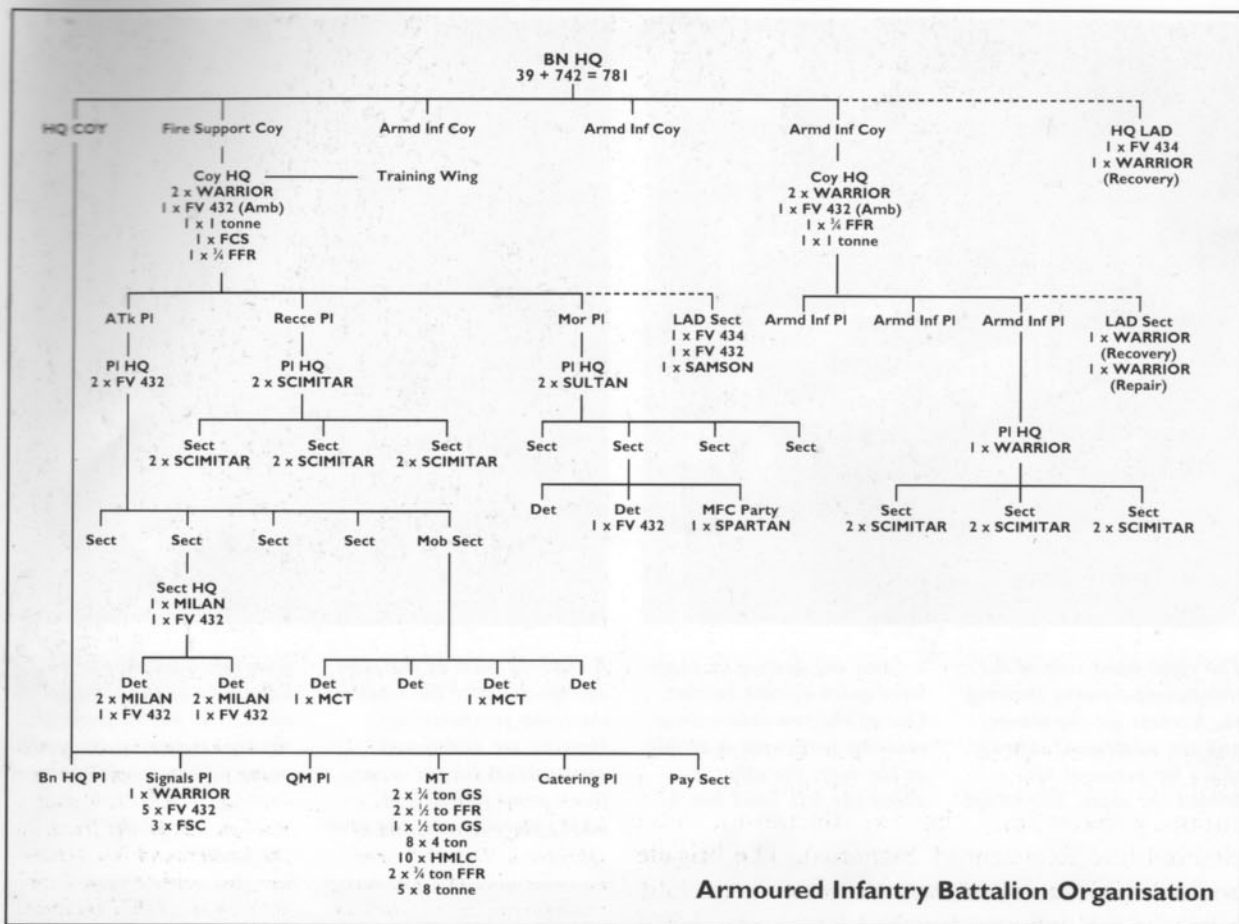 BN HQ
39 + 742 = 781
HQ COY
Fire Support Coy
Armd Inf Coy
Armd Inf Coy
Armd Inf Coy
HQ LAD
1 x FV 434
1 x WARRIOR
(Recovery)
Coy HQ
2 x WARRIOR
1 x FV 432 (Amb)
1 x 1 tonne
1 x FCS
1 x ¾ FFR
Training Wing
Coy HQ
2 x WARRIOR
1 x FV 432 (Amb)
1 x ¾ FFR
1 x 1 tonne
ATk Pl
Recce Pl
Mor Pl
LAD Sect
1 x FV 434
1 x FV 432
1 x SAMSON
Armd Inf Pl
Armd Inf Pl
Armd Inf Pl
LAD Sect
1 x WARRIOR
(Recovery)
1 x WARRIOR
(Repair)
Pl HQ
2 x FV 432
Pl HQ
2 x SCIMITAR
Pl HQ
2 x SULTAN
Sect
2 x SCIMITAR
Sect
2 x SCIMITAR
Sect
2 x SCIMITAR
Sect
Sect
Sect
Sect
Pl HQ
1 x WARRIOR
Det
Det
1 x FV 432
MFC Party
1 x SPARTAN
Sect
2 x SCIMITAR
Sect
2 x SCIMITAR
Sect
2 x SCIMITAR
Sect
Sect
Sect
Sect
Mob Sect
Sect HQ
1 x MILAN
1 x FV 432
Det
2 x MILAN
1 x FV 432
Det
2 x MILAN
1 x FV 432
Det
1 x MCT
Det
Det
1 x MCT
Det
Bn HQ Pl
Signals Pl
1 x WARRIOR
5 x FV 432
3 x FSC
QM Pl
MT
2 x ¼ ton GS
2 x ½ to FFR
2 x ½ ton GS
8 x 4 ton
10 x HMLC
2 x ¾ ton FFR
5 x 8 tonne
Catering Pl
Pay Sect
Armoured Infantry Battalion Organisation